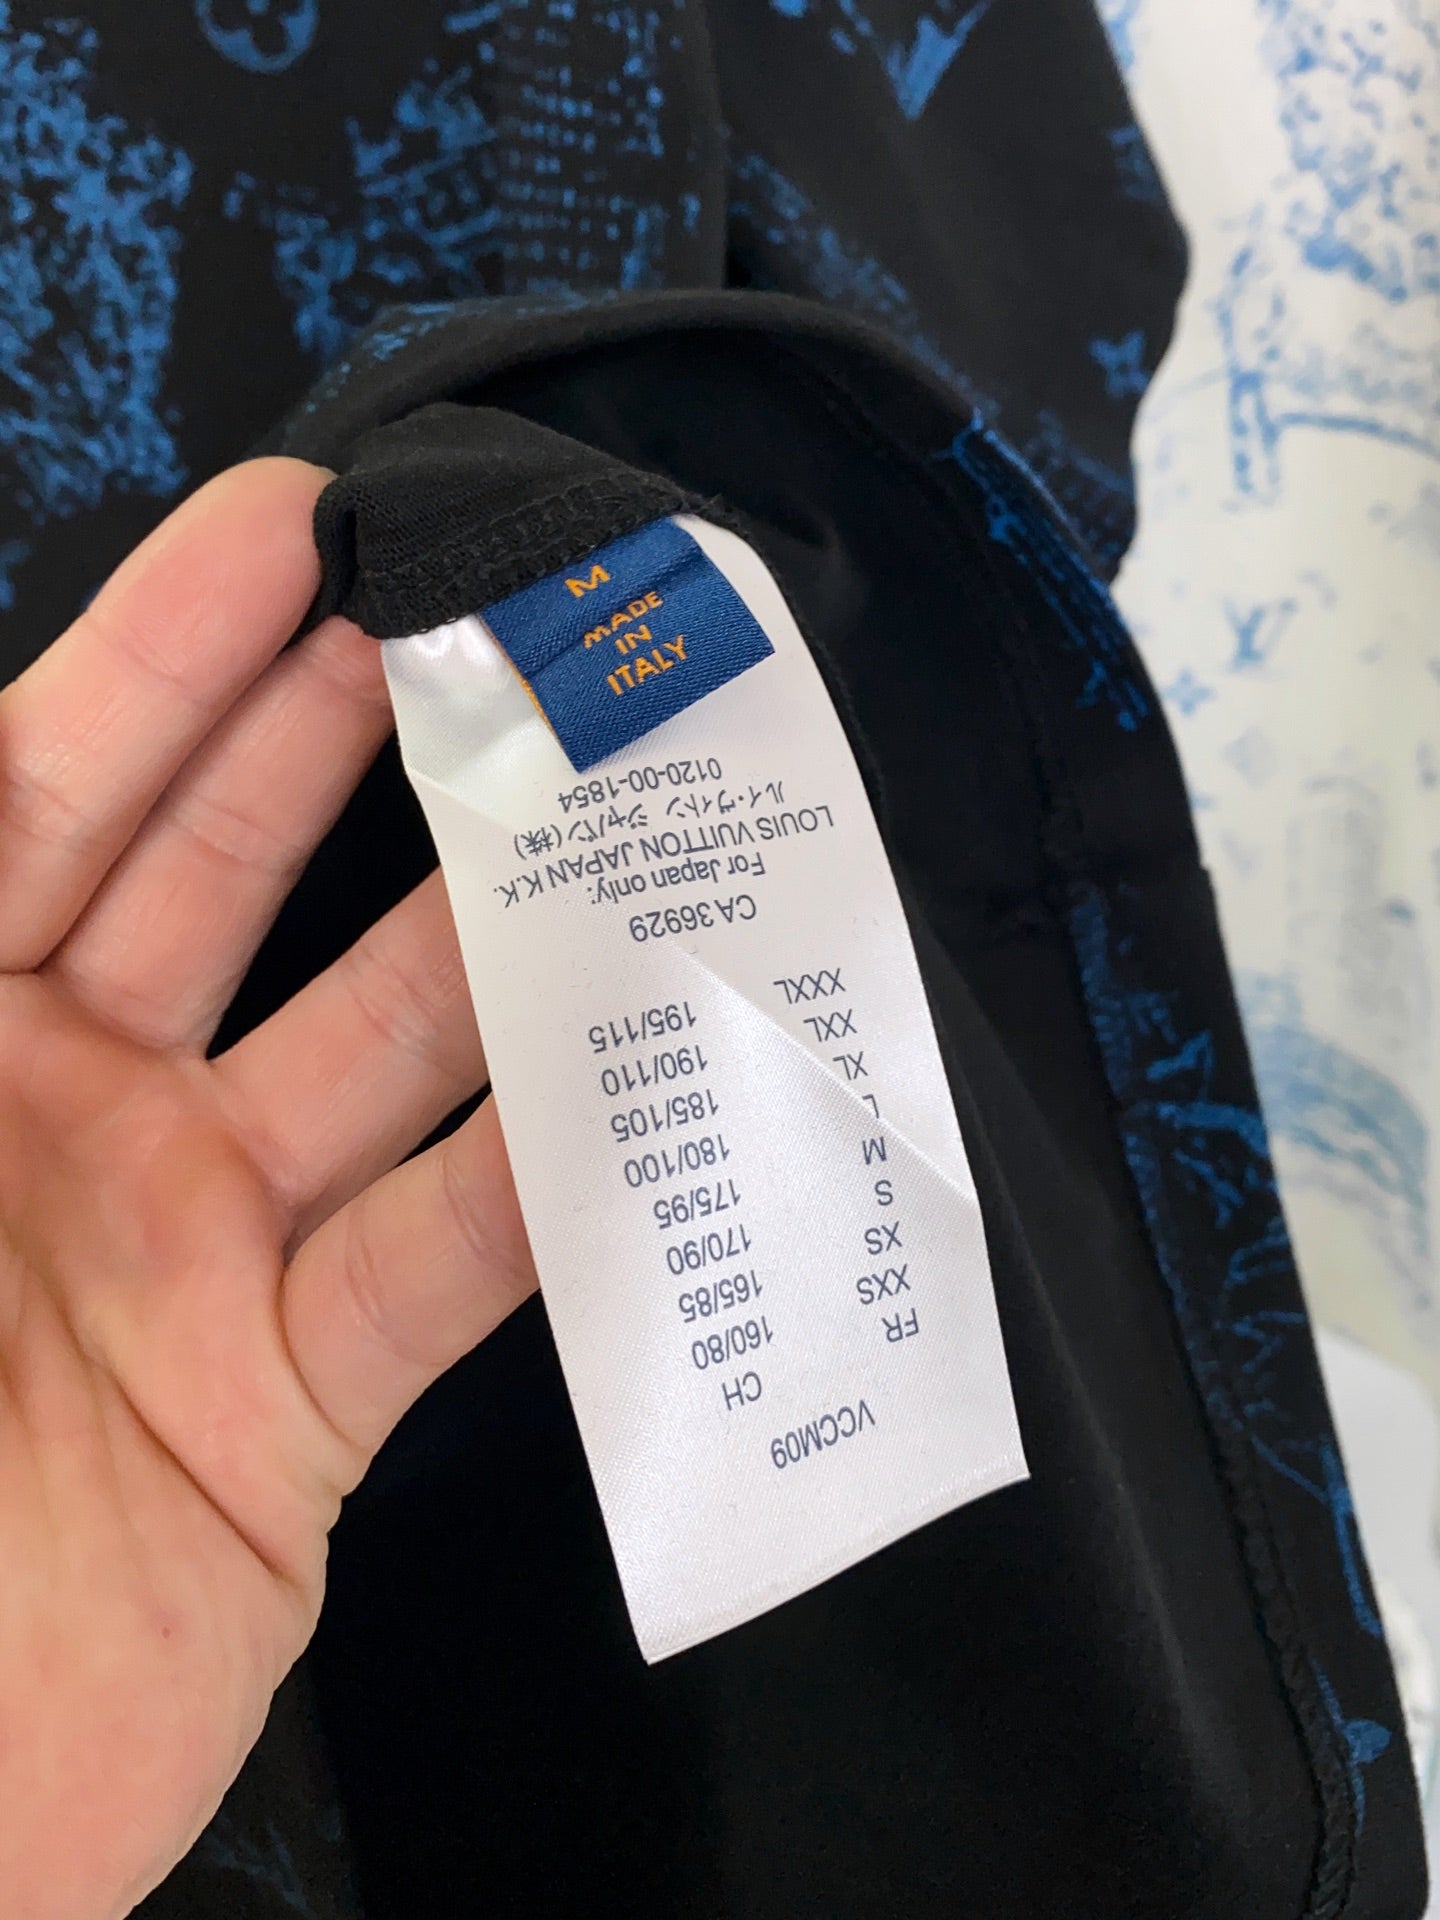 M
MADE
IN
ITALY
VCCM09
FR CH
XXS 160/80
XS 165/85
S 170/90
M 175/95
L 180/100
XL 185/105
XXL 190/110
XXXL 195/115
CA36929
For Japan only:
LOUIS VUITTON JAPAN K.K.
ルイ・ヴィトン ジャパン(株)
0120-00-1854